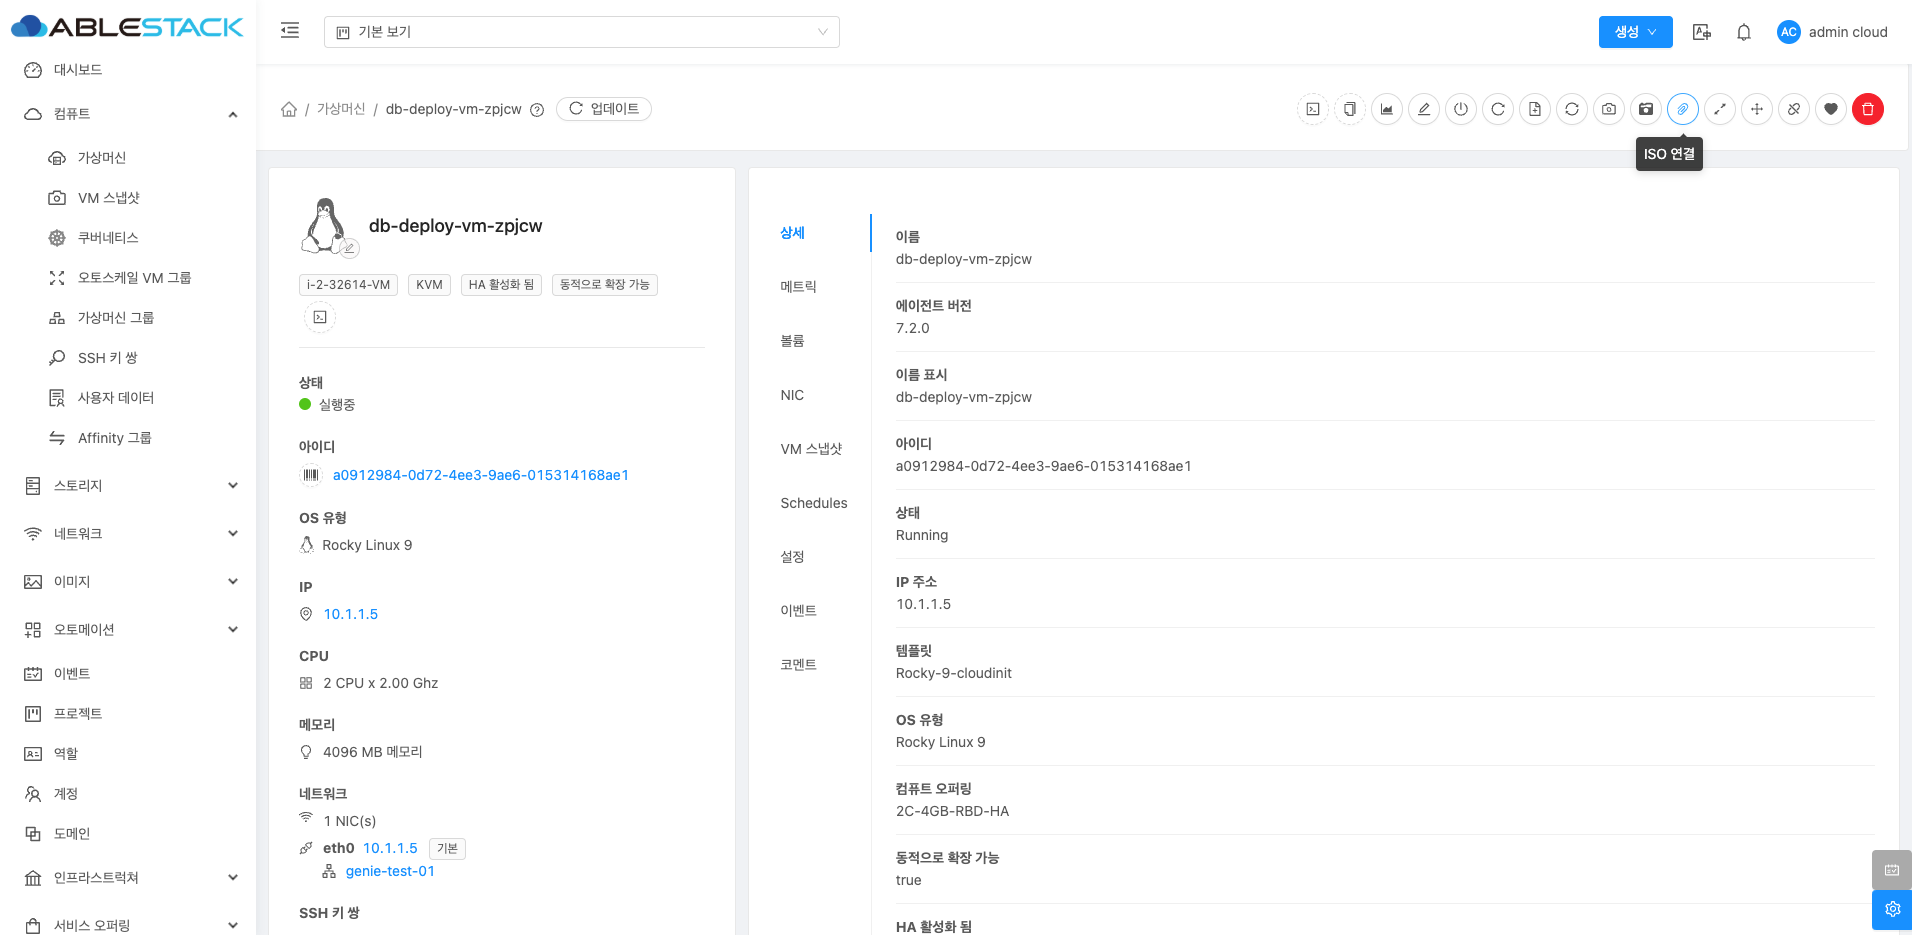 ABLESTACK
기본 보기
생성
AC
admin cloud
대시보드
컴퓨트
가상머신
VM 스냅샷
쿠버네티스
오토스케일 VM 그룹
가상머신 그룹
SSH 키 쌍
사용자 데이터
Affinity 그룹
스토리지
네트워크
이미지
오토메이션
이벤트
프로젝트
역할
계정
도메인
인프라스트럭쳐
서비스 오퍼링
/ 가상머신 / db-deploy-vm-zpjcw
업데이트
ISO 연결
db-deploy-vm-zpjcw
i-2-32614-VM
KVM
HA 활성화 됨
동적으로 확장 가능
상태
실행중
아이디
a0912984-0d72-4ee3-9ae6-015314168ae1
OS 유형
Rocky Linux 9
IP
10.1.1.5
CPU
2 CPU x 2.00 Ghz
메모리
4096 MB 메모리
네트워크
1 NIC(s)
eth0 10.1.1.5 기본
genie-test-01
SSH 키 쌍
상세
메트릭
볼륨
NIC
VM 스냅샷
Schedules
설정
이벤트
코멘트
이름
db-deploy-vm-zpjcw
에이전트 버전
7.2.0
이름 표시
db-deploy-vm-zpjcw
아이디
a0912984-0d72-4ee3-9ae6-015314168ae1
상태
Running
IP 주소
10.1.1.5
템플릿
Rocky-9-cloudinit
OS 유형
Rocky Linux 9
컴퓨트 오퍼링
2C-4GB-RBD-HA
동적으로 확장 가능
true
HA 활성화 됨